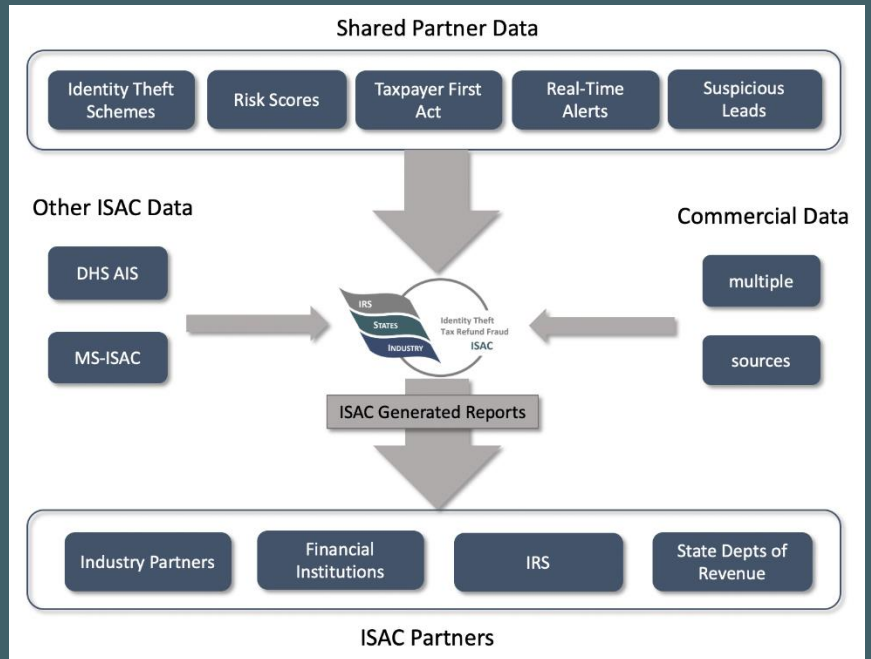 Shared Partner Data
Identity Theft
Schemes
Risk Scores
Taxpayer First
Act
Real-Time
Alerts
Suspicious
Leads
Other ISAC Data
DHS AIS
MS-ISAC
Commercial Data
multiple
sources
IRS
STATES
INDUSTRY
Identity Theft
Tax Refund Fraud
ISAC
ISAC Generated Reports
Industry Partners
Financial
Institutions
IRS
State Depts of
Revenue
ISAC Partners